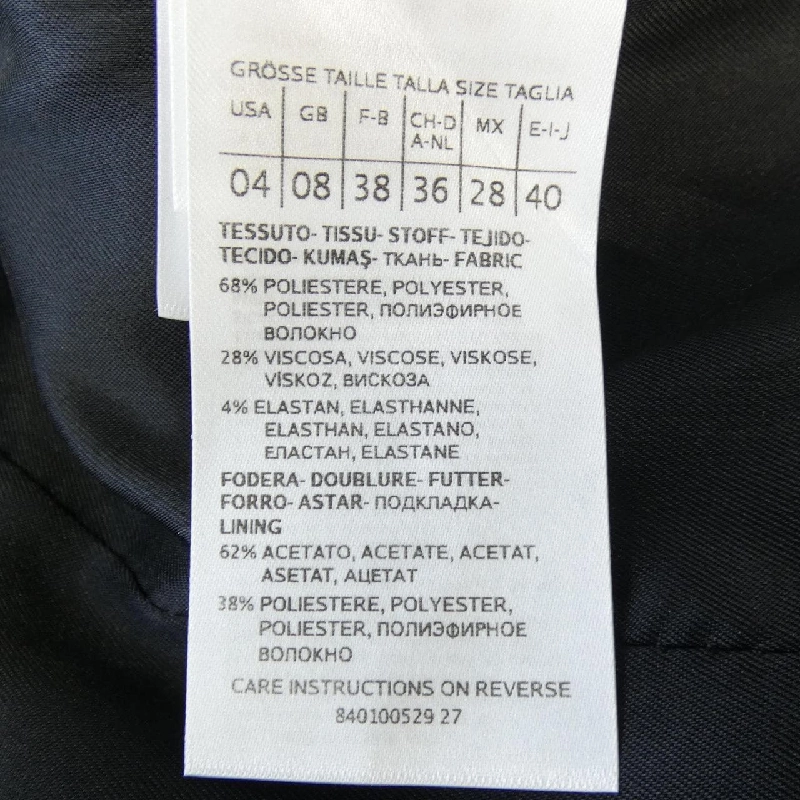 GRÖSSE TAILLE TALLA SIZE TAGLIA
USA GB F-B CH-D A-NL MX E-I-J
04 08 38 36 28 40
TESSUTO- TISSU- STOFF- TEJIDO-
TECIDO- KUMAŞ- ТКАНЬ- FABRIC
68% POLIESTERE, POLYESTER,
POLIESTER, ПОЛИЭФИРНОЕ
ВОЛОКНО
28% VISCOSA, VISCOSE, VISKOSE,
VİSKOZ, ВИСКОЗА
4% ELASTAN, ELASTHANNE,
ELASTHAN, ELASTANO,
ЕЛАСТАН, ELASTANE
FODERA- DOUBLURE- FUTTER-
FORRO- ASTAR- ПОДКЛАДКА-
LINING
62% ACETATO, ACETATE, ACETAT,
ASETAT, АЦЕТАТ
38% POLIESTERE, POLYESTER,
POLIESTER, ПОЛИЭФИРНОЕ
ВОЛОКНО
CARE INSTRUCTIONS ON REVERSE
840100529 27